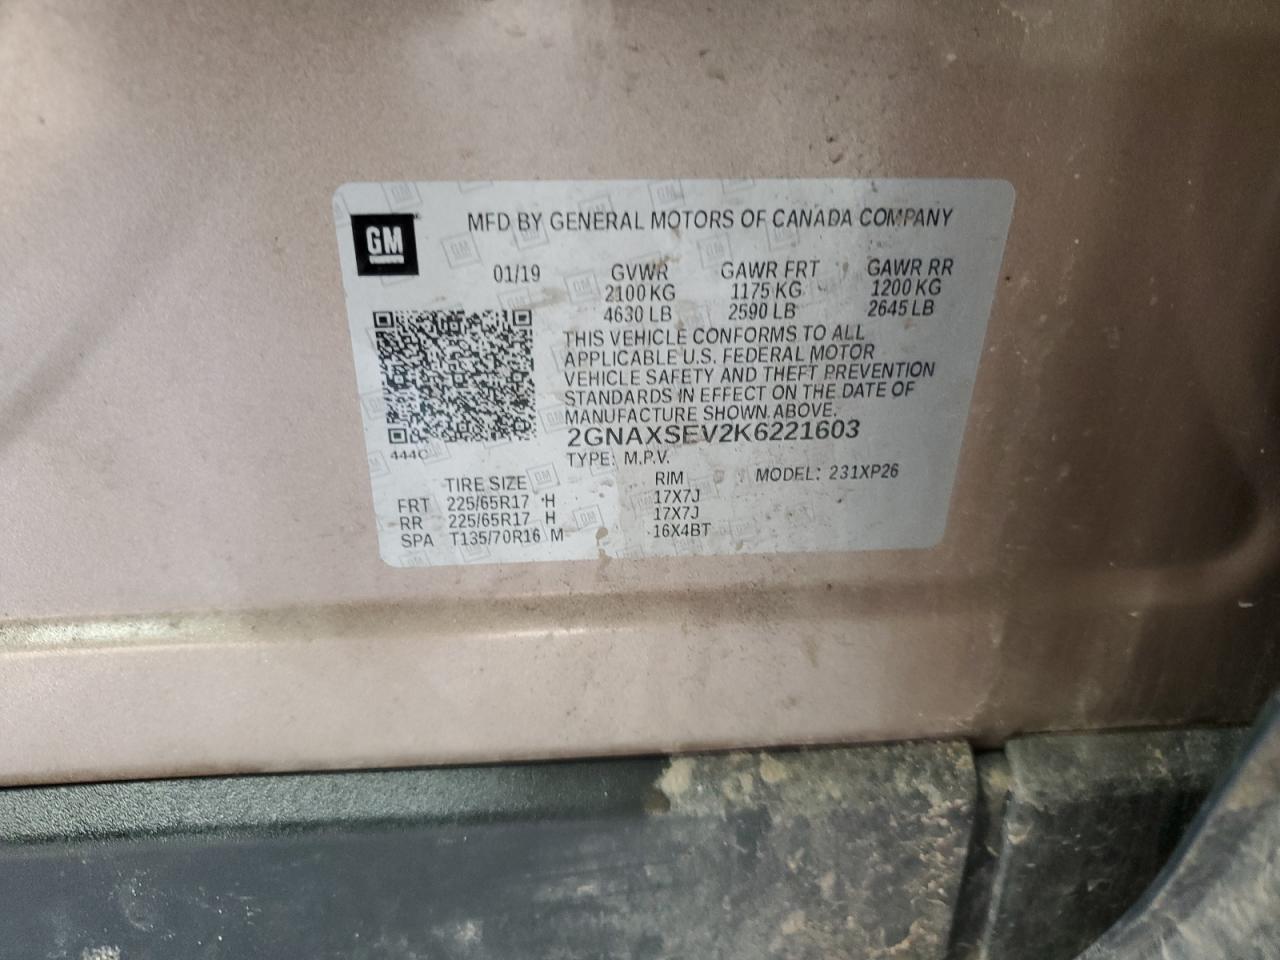 GM
MFD BY GENERAL MOTORS OF CANADA COMPANY
01/19 GVWR GAWR FRT GAWR RR
2100 KG 1175 KG 1200 KG
4630 LB 2590 LB 2645 LB
THIS VEHICLE CONFORMS TO ALL
APPLICABLE U.S. FEDERAL MOTOR
VEHICLE SAFETY AND THEFT PREVENTION
STANDARDS IN EFFECT ON THE DATE OF
MANUFACTURE SHOWN ABOVE.
2GNAXSEV2K6221603
444C
TYPE: M.P.V.
TIRE SIZE RIM MODEL: 231XP26
FRT 225/65R17 H 17X7J
RR 225/65R17 H 17X7J
SPA T135/70R16 M 16X4BT